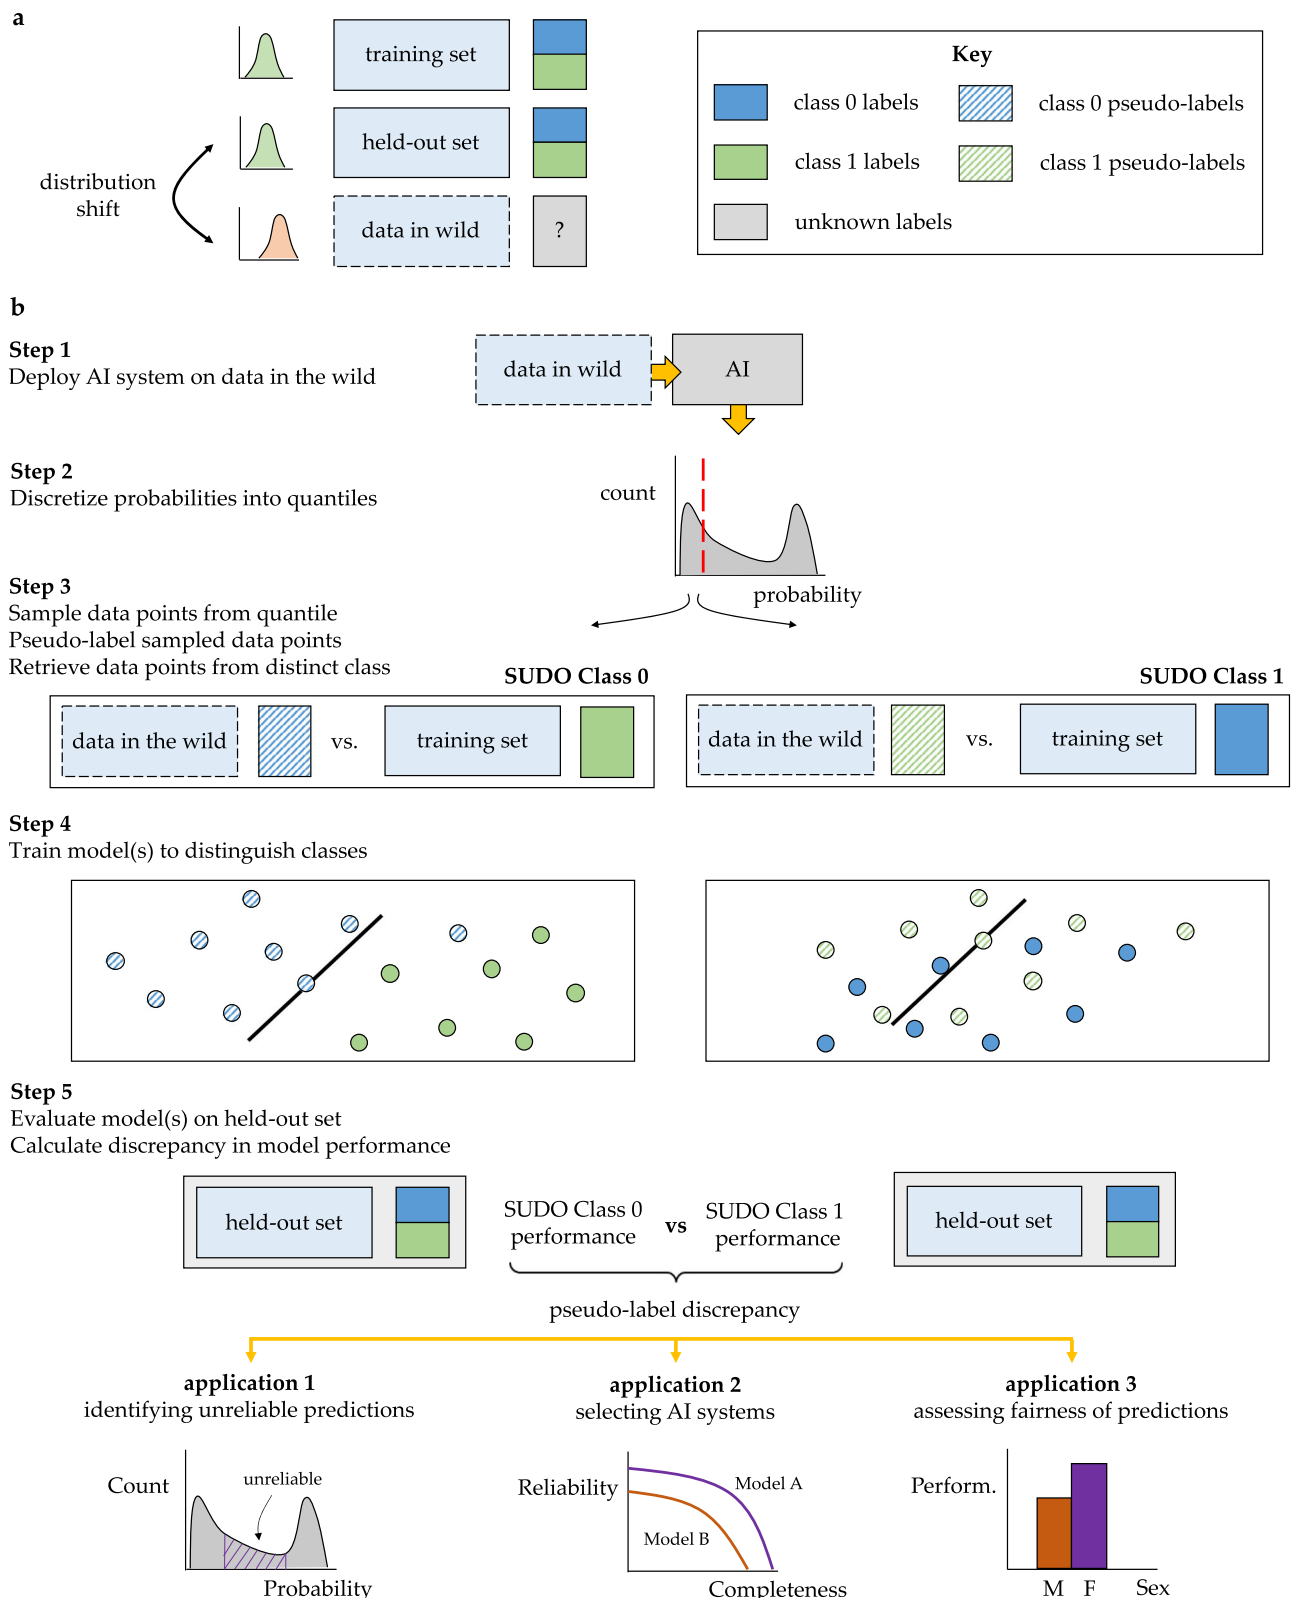 a
training set
held-out set
distribution
shift
data in wild
?
Key
class 0 labels
class 0 pseudo-labels
class 1 labels
class 1 pseudo-labels
unknown labels
b
Step 1
Deploy AI system on data in the wild
data in wild
AI
Step 2
Discretize probabilities into quantiles
count
probability
Step 3
Sample data points from quantile
Pseudo-label sampled data points
Retrieve data points from distinct class
SUDO Class 0
SUDO Class 1
data in the wild
vs.
training set
data in the wild
vs.
training set
Step 4
Train model(s) to distinguish classes
Step 5
Evaluate model(s) on held-out set
Calculate discrepancy in model performance
held-out set
SUDO Class 0
performance
vs
SUDO Class 1
performance
held-out set
pseudo-label discrepancy
application 1
identifying unreliable predictions
application 2
selecting AI systems
application 3
assessing fairness of predictions
Count
unreliable
Probability
Reliability
Model A
Model B
Completeness
Perform.
M
F
Sex